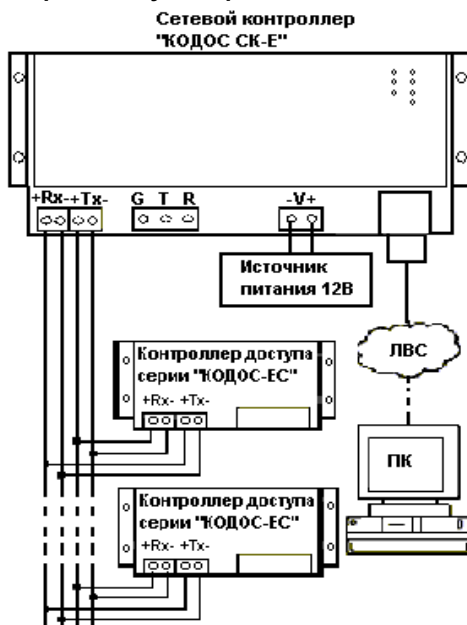 Сетевой контроллер
"КОДОС СК-Е"
+Rx-+Tx-
G T R
-V+
Источник
питания 12В
ЛВС
ПК
Контроллер доступа
серии "КОДОС-ЕС"
+Rx- +Tx-
Контроллер доступа
серии "КОДОС-ЕС"
+Rx- +Tx-